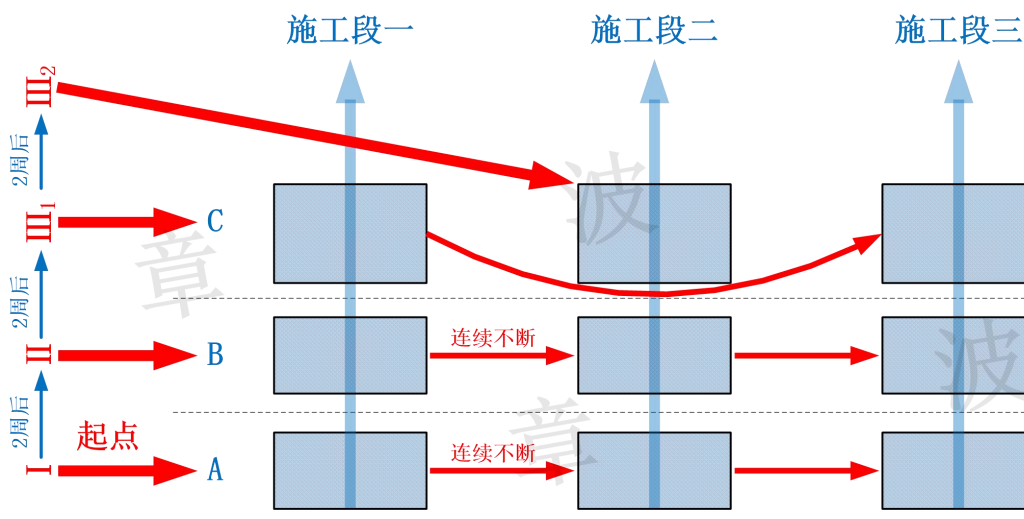 施工段一 施工段二 施工段三
III2
2周后
III1 C
2周后
II B 连续不断
2周后
起点
I A 连续不断
章 波
章 波